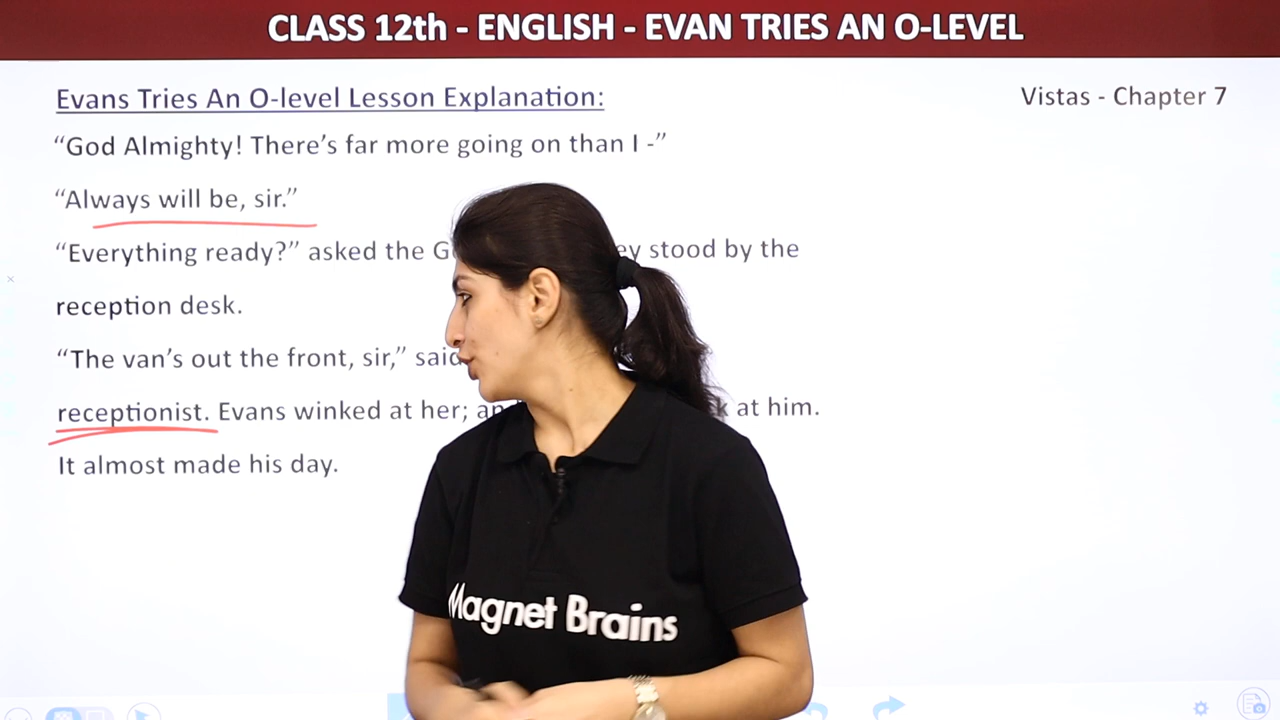 CLASS 12th - ENGLISH - EVAN TRIES AN O-LEVEL
Evans Tries An O-level Lesson Explanation:
Vistas - Chapter 7
“God Almighty! There’s far more going on than I -”
“Always will be, sir.”
“Everything ready?” asked the stood by the
reception desk.
“The van’s out the front, sir,”
receptionist. Evans winked at her; at him.
It almost made his day.
Magnet Brains